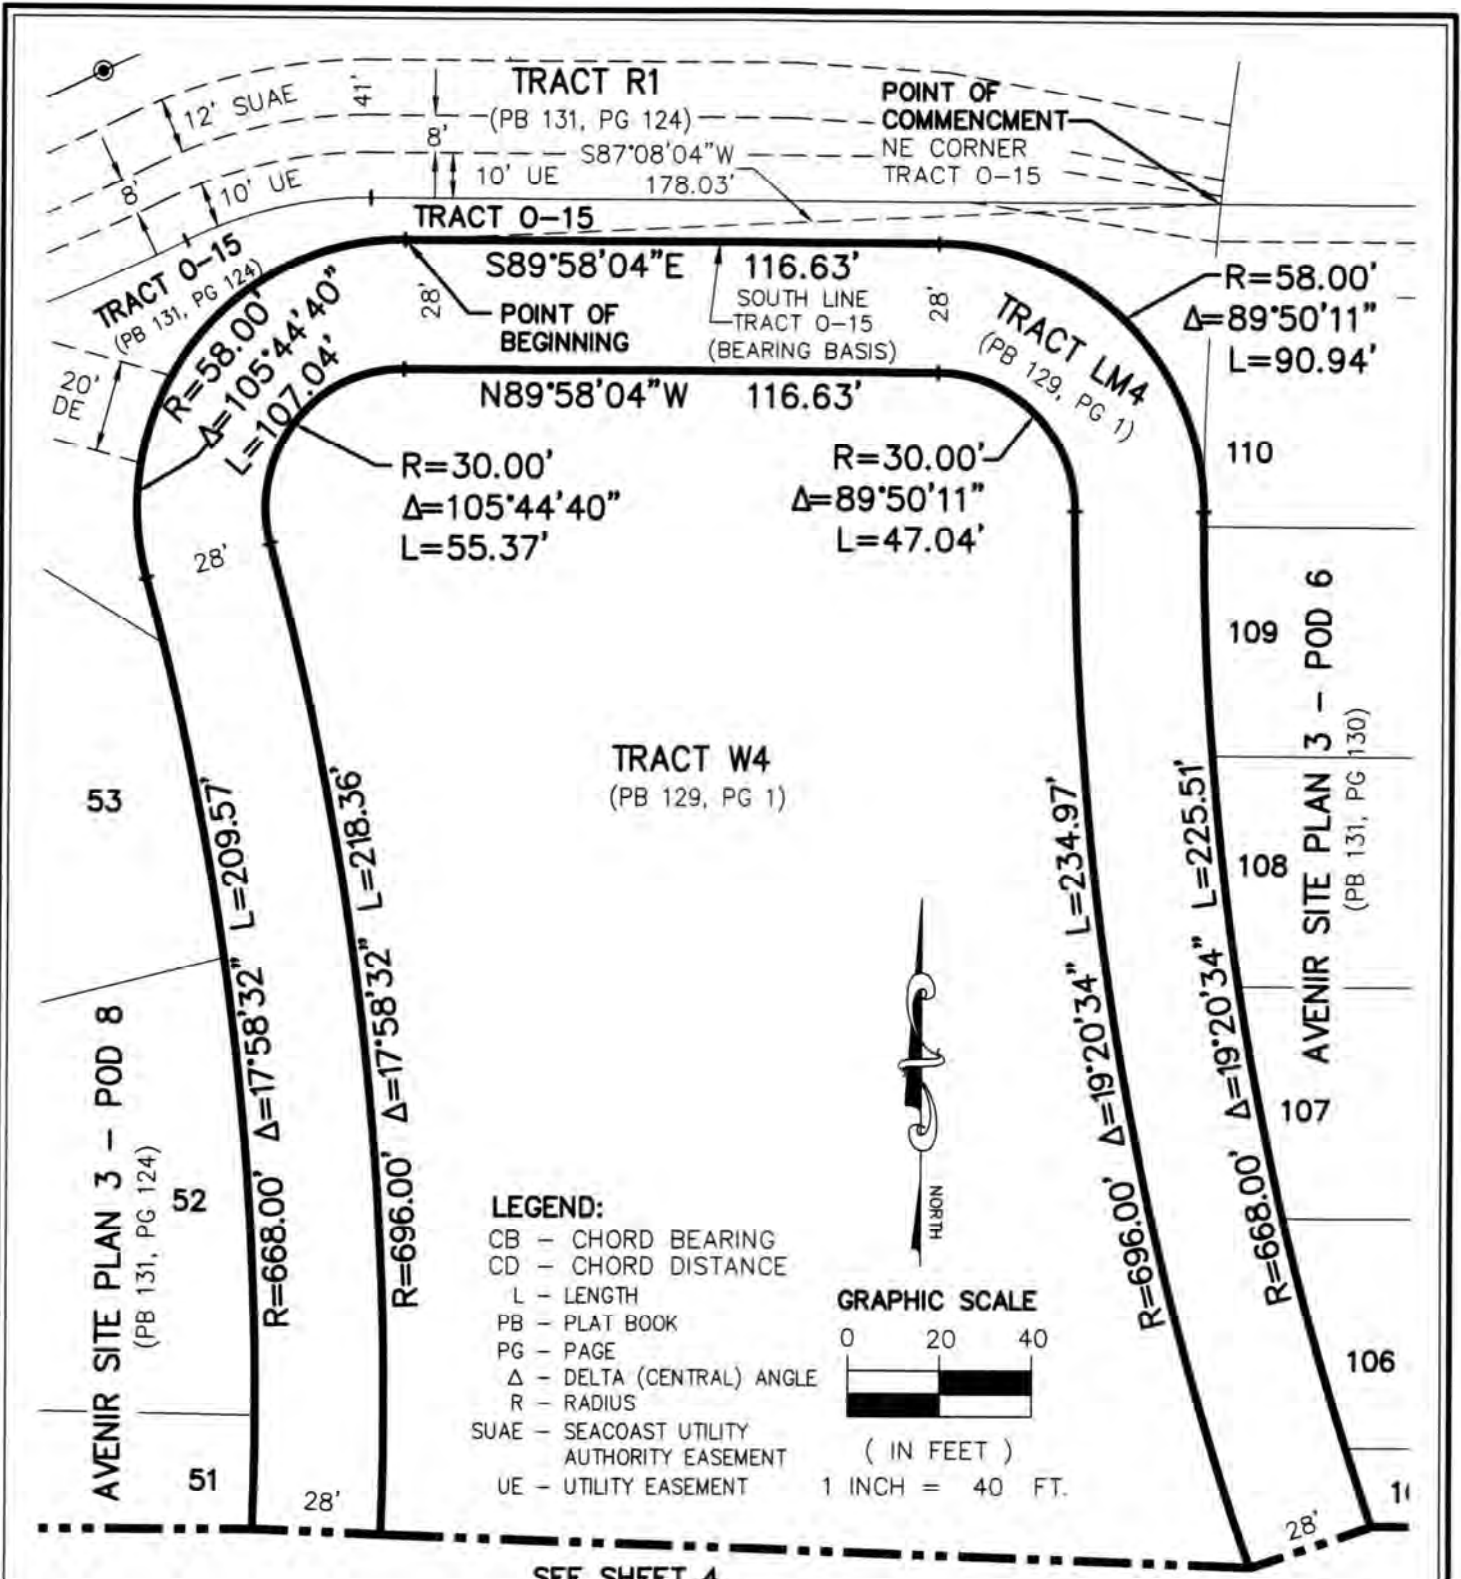 TRACT R1
(PB 131, PG 124)
12' SUAE
41'
8'
8'
10' UE
10' UE
S87°08'04"W
178.03'
POINT OF
COMMENCMENT
NE CORNER
TRACT O-15
TRACT O-15
TRACT O-15
(PB 131, PG 124)
20'
DE
S89°58'04"E 116.63'
28'
POINT OF
BEGINNING
SOUTH LINE
TRACT O-15
(BEARING BASIS)
28'
N89°58'04"W 116.63'
TRACT LM4
(PB 129, PG 1)
R=58.00'
Δ=89°50'11"
L=90.94'
R=58.00'
Δ=105°44'40"
L=107.04'
R=30.00'
Δ=105°44'40"
L=55.37'
R=30.00'
Δ=89°50'11"
L=47.04'
28'
110
109
108
107
106
53
52
51
TRACT W4
(PB 129, PG 1)
R=668.00' Δ=17°58'32" L=209.57'
R=696.00' Δ=17°58'32" L=218.36'
R=696.00' Δ=19°20'34" L=234.97'
R=668.00' Δ=19°20'34" L=225.51'
AVENIR SITE PLAN 3 - POD 8
(PB 131, PG 124)
AVENIR SITE PLAN 3 - POD 6
(PB 131, PG 130)
NORTH
LEGEND:
CB - CHORD BEARING
CD - CHORD DISTANCE
L - LENGTH
PB - PLAT BOOK
PG - PAGE
Δ - DELTA (CENTRAL) ANGLE
R - RADIUS
SUAE - SEACOAST UTILITY
AUTHORITY EASEMENT
UE - UTILITY EASEMENT
GRAPHIC SCALE
0 20 40
( IN FEET )
1 INCH = 40 FT.
28'
28'
SEE SHEET 4